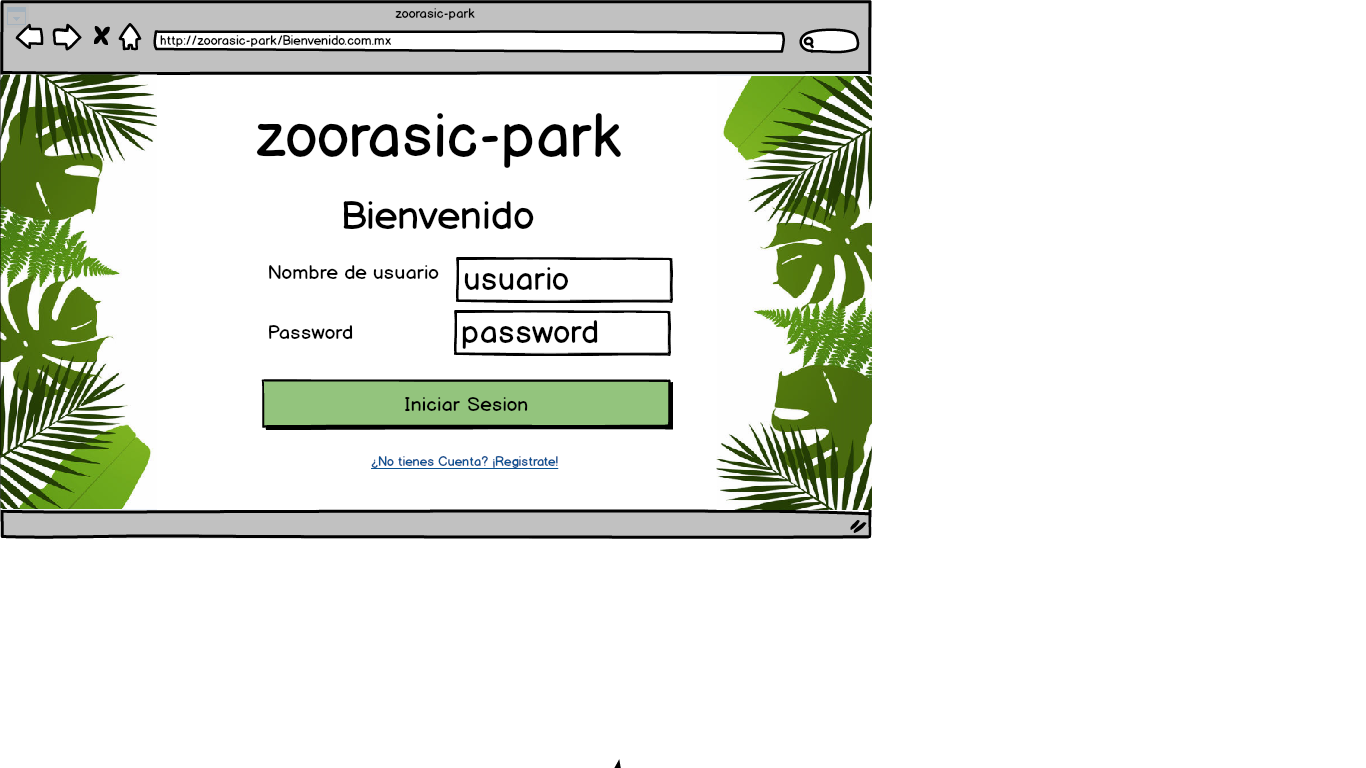 zoorasic-park
http://zoorasic-park/Bienvenido.com.mx
zoorasic-park
Bienvenido
Nombre de usuario
usuario
Password
password
Iniciar Sesion
¿No tienes Cuenta? ¡Registrate!